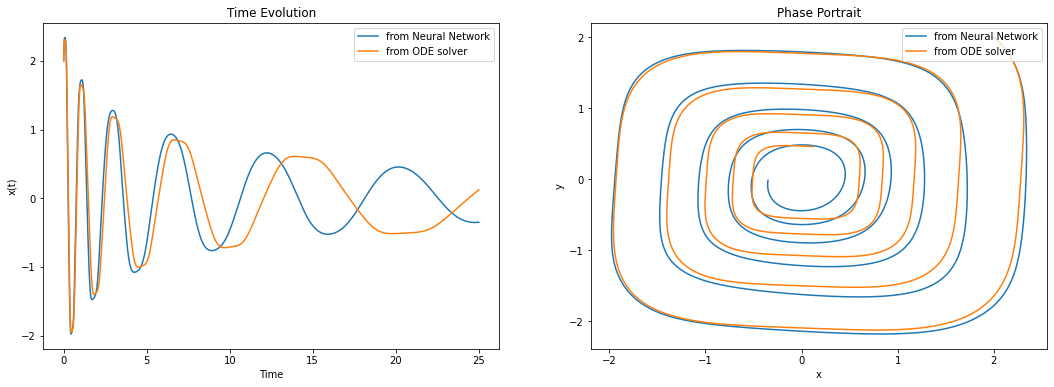 Time Evolution
from Neural Network
from ODE solver
2
1
0
−1
−2
x(t)
0
5
10
15
20
25
Time
Phase Portrait
from Neural Network
from ODE solver
2
1
0
−1
−2
y
−2
−1
0
1
2
x